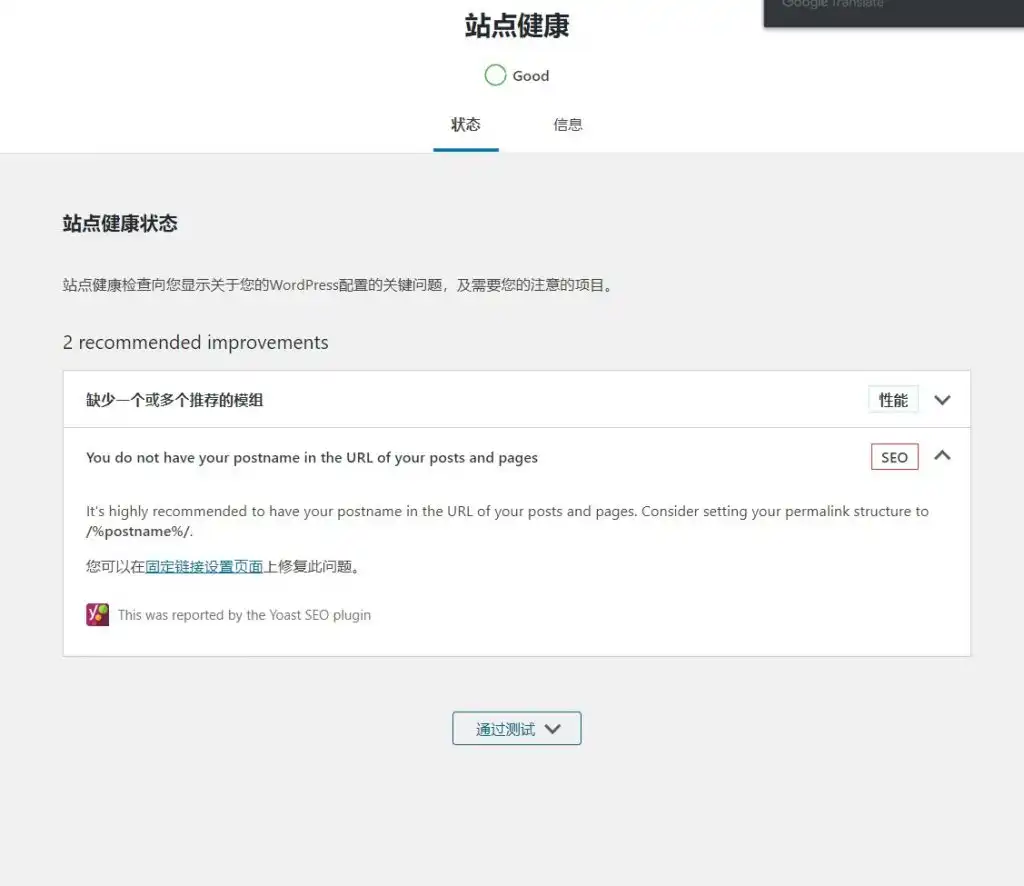 Google Translate
站点健康
Good
状态 信息
站点健康状态
站点健康检查向您显示关于您的WordPress配置的关键问题，及需要您的注意的项目。
2 recommended improvements
缺少一个或多个推荐的模组 性能
You do not have your postname in the URL of your posts and pages SEO
It's highly recommended to have your postname in the URL of your posts and pages. Consider setting your permalink structure to
/%postname%/.
您可以在固定链接设置页面上修复此问题。
This was reported by the Yoast SEO plugin
通过测试